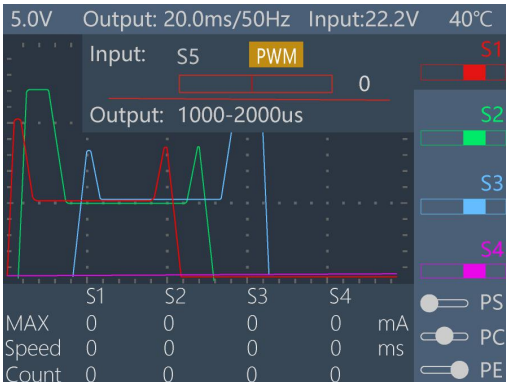 5.0V Output: 20.0ms/50Hz Input:22.2V 40°C
Input: S5 PWM
0
Output: 1000-2000us
S1
S2
S3
S4
S1 S2 S3 S4
MAX 0 0 0 0 mA
Speed 0 0 0 0 ms
Count 0 0 0 0
PS
PC
PE